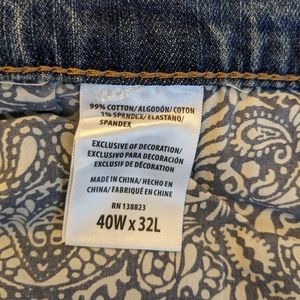 99% COTTON/ALGODÓN/COTON
1% SPANDEX/ELASTANO/
SPANDEX
EXCLUSIVE OF DECORATION/
EXCLUSIVO PARA DECORACIÓN
EXCLUSIF DE DÉCORATION
MADE IN CHINA/HECHO EN
CHINA/FABRIQUÉ EN CHINE
RN 138823
40W x 32L